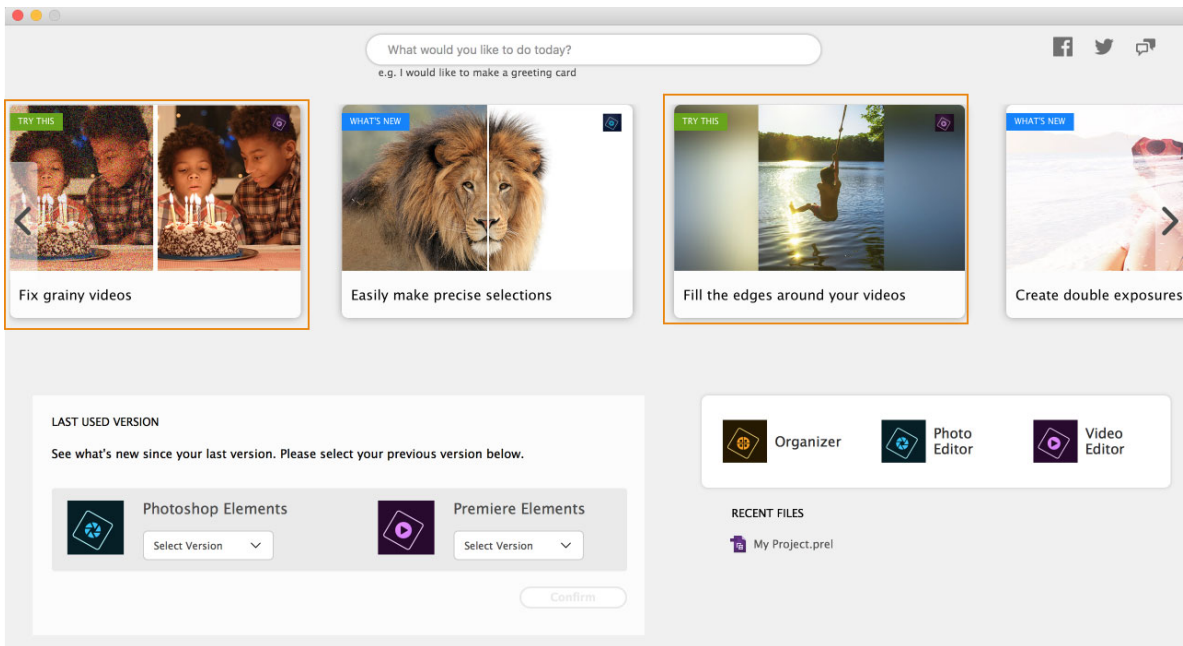 What would you like to do today?
e.g. I would like to make a greeting card
TRY THIS
WHAT'S NEW
TRY THIS
WHAT'S NEW
Fix grainy videos
Easily make precise selections
Fill the edges around your videos
Create double exposures
LAST USED VERSION
See what's new since your last version. Please select your previous version below.
Photoshop Elements
Select Version
Premiere Elements
Select Version
Confirm
Organizer
Photo
Editor
Video
Editor
RECENT FILES
My Project.prel